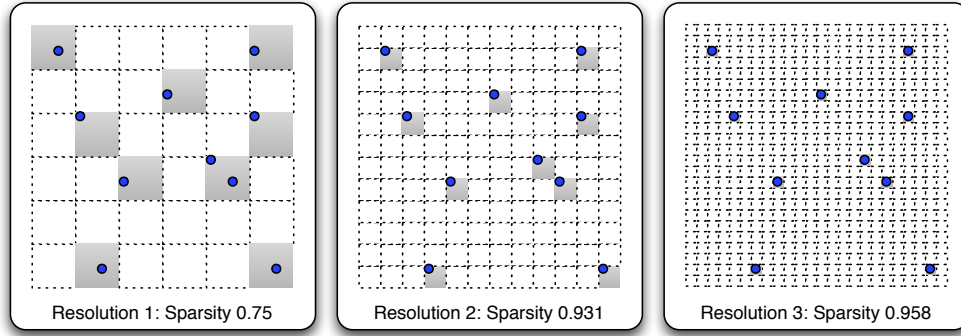 Resolution 1: Sparsity 0.75
Resolution 2: Sparsity 0.931
Resolution 3: Sparsity 0.958